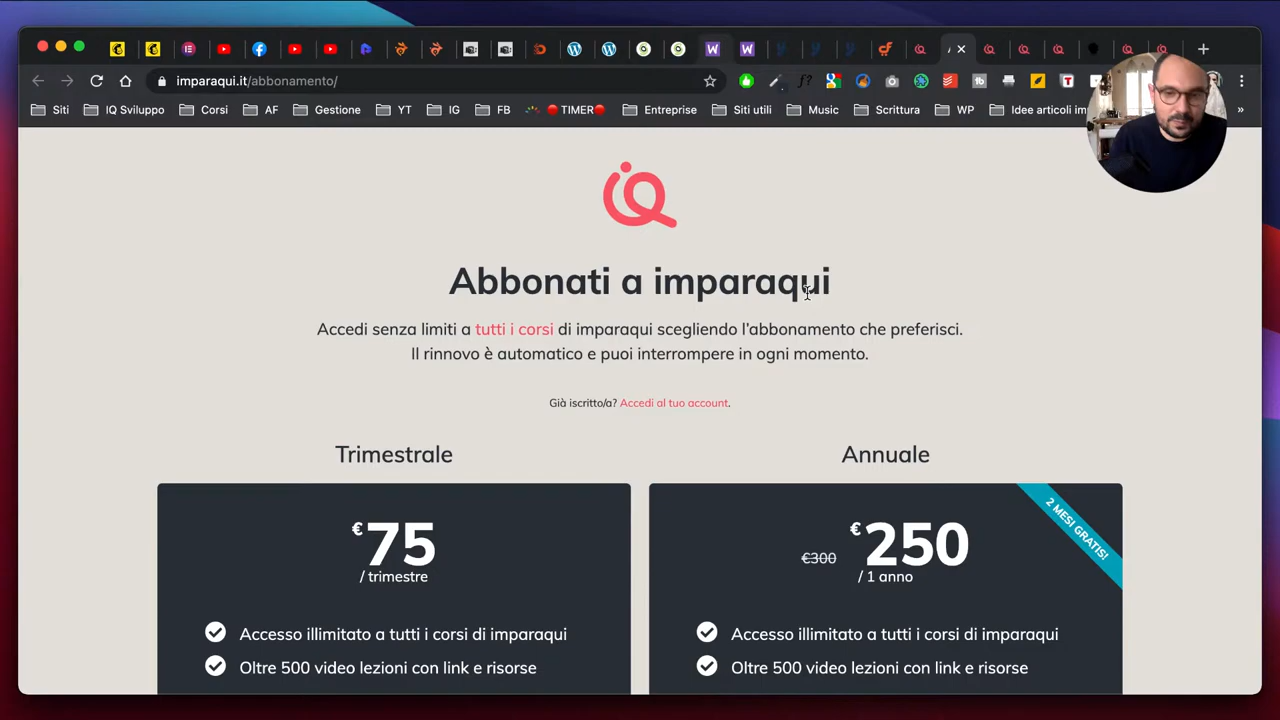 imparaqui.it/abbonamento/
Siti
IQ Sviluppo
Corsi
AF
Gestione
YT
IG
FB
TIMER
Entreprise
Siti utili
Music
Scrittura
WP
Idee articoli im
»
iQ
Abbonati a imparaqui
Accedi senza limiti a tutti i corsi di imparaqui scegliendo l'abbonamento che preferisci.
Il rinnovo è automatico e puoi interrompere in ogni momento.
Già iscritto/a? Accedi al tuo account.
Trimestrale
€75
/ trimestre
Accesso illimitato a tutti i corsi di imparaqui
Oltre 500 video lezioni con link e risorse
Annuale
2 MESI GRATIS!
€300 €250
/ 1 anno
Accesso illimitato a tutti i corsi di imparaqui
Oltre 500 video lezioni con link e risorse